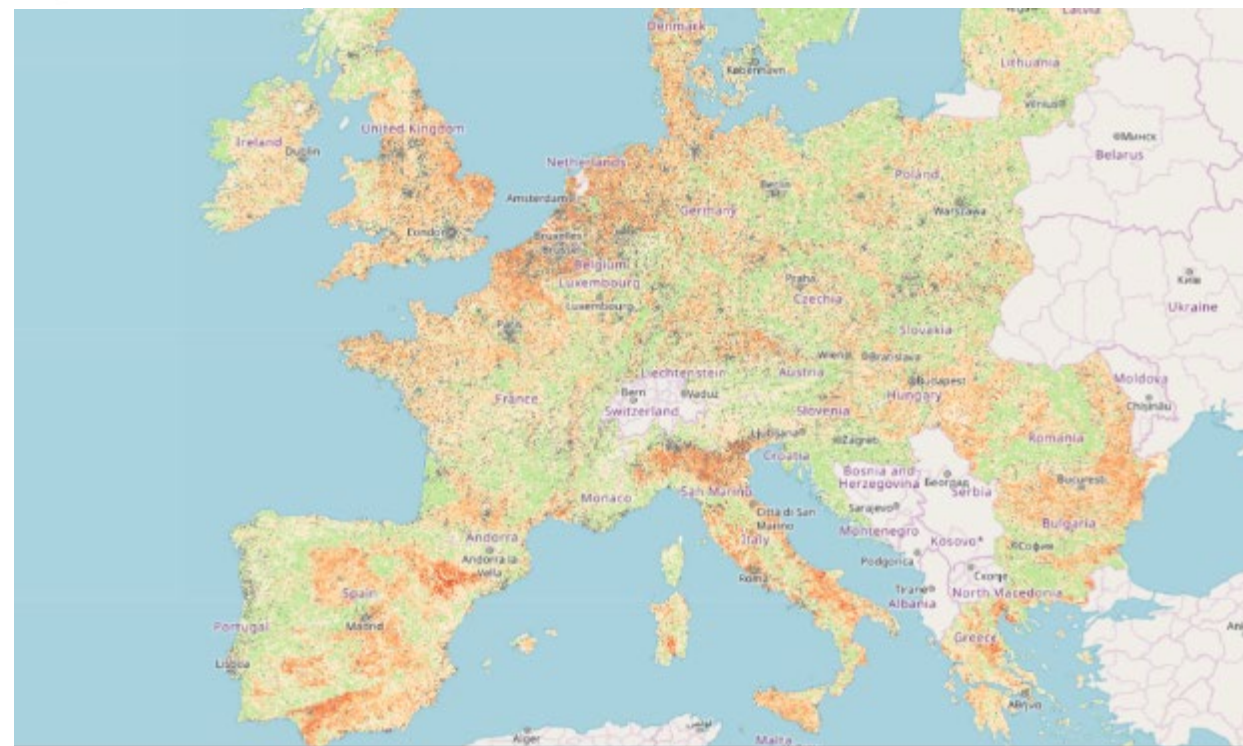 Denmark
Latvia
København
Lithuania
Vilnius
United Kingdom
Ireland
Dublin
Минск
Belarus
Netherlands
Poland
Amsterdam
Berlin
Germany
Warszawa
London
Bruxelles
Belgium
Praha
Київ
Luxembourg
Czechia
Ukraine
Luxembourg
Slovakia
Wien
Bratislava
Liechtenstein
Austria
Budapest
Moldova
Bern
Vaduz
France
Hungary
Chișinău
Switzerland
Slovenia
Ljubljana
Zagreb
Romania
Croatia
Bosnia and
Herzegovina
Београд
București
Monaco
San Marino
Serbia
Sarajevo
Città di San
Marino
Bulgaria
Montenegro
Andorra
Italy
Kosovo*
София
Andorra la
Vella
Podgorica
Скопје
Roma
Spain
Tiranë
North Macedonia
Albania
Madrid
Portugal
Greece
Lisboa
Αθήνα
تونس
Alger
Malta